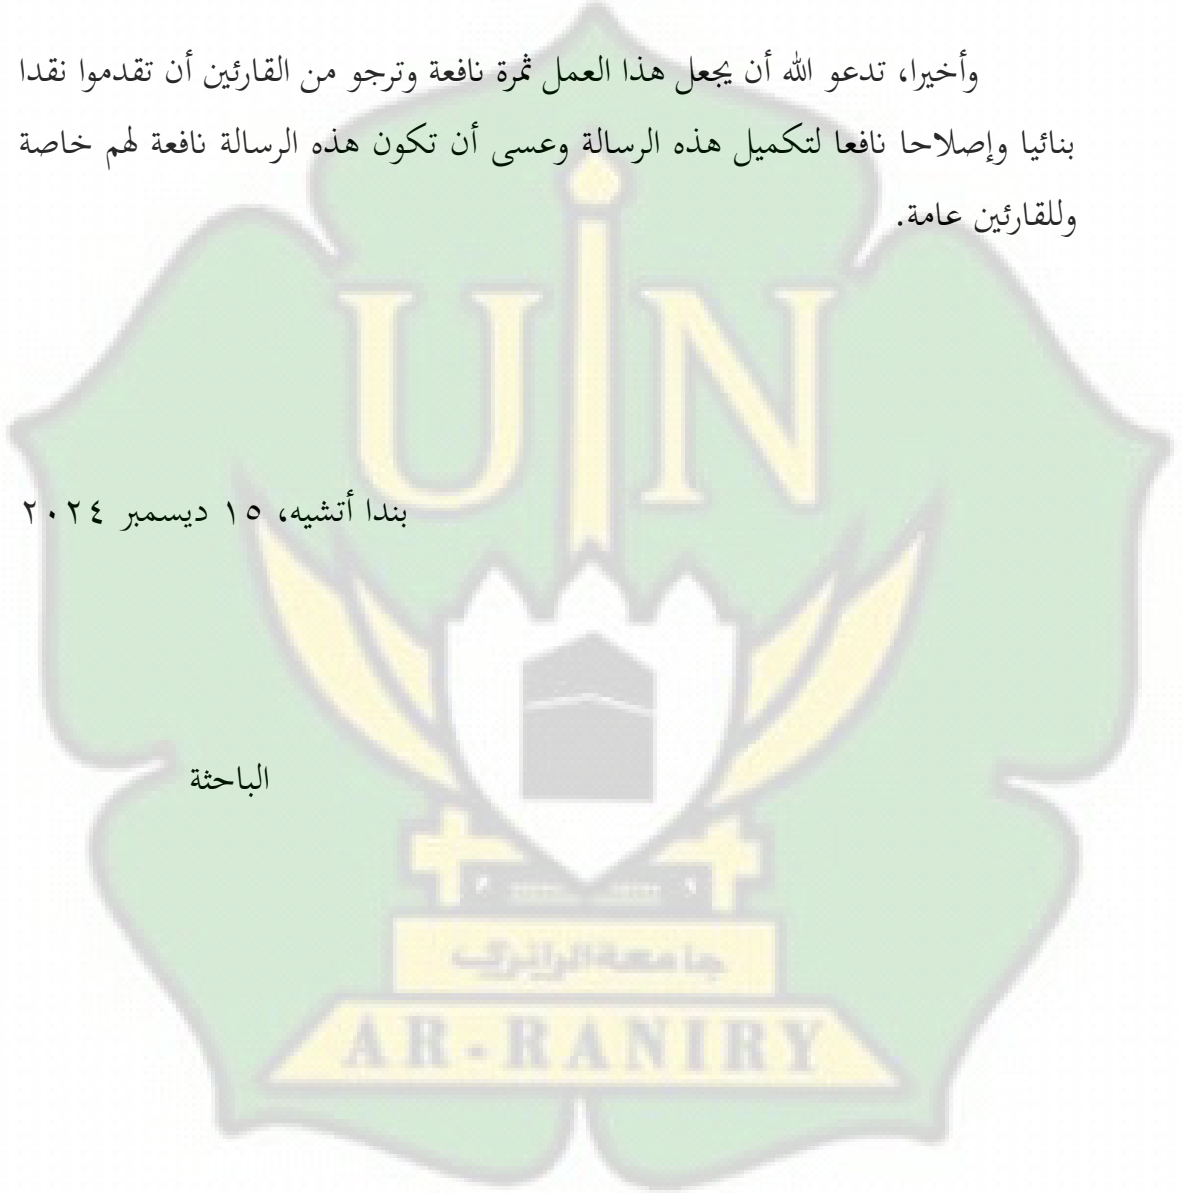 وأخيرا، تدعو الله أن يجعل هذا العمل ثمرة نافعة وترجو من القارئين أن تقدموا نقدا
بنائيا وإصلاحا نافعا لتكميل هذه الرسالة وعسى أن تكون هذه الرسالة نافعة لهم خاصة
وللقارئين عامة.
UIN
بندا أتشيه، ١٥ ديسمبر ٢٠٢٤
الباحثة
جامعة الرانري
AR-RANIRY